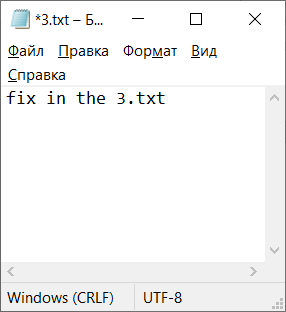 *3.txt – Б...
Файл Правка Формат Вид
Справка
fix in the 3.txt
Windows (CRLF) UTF-8